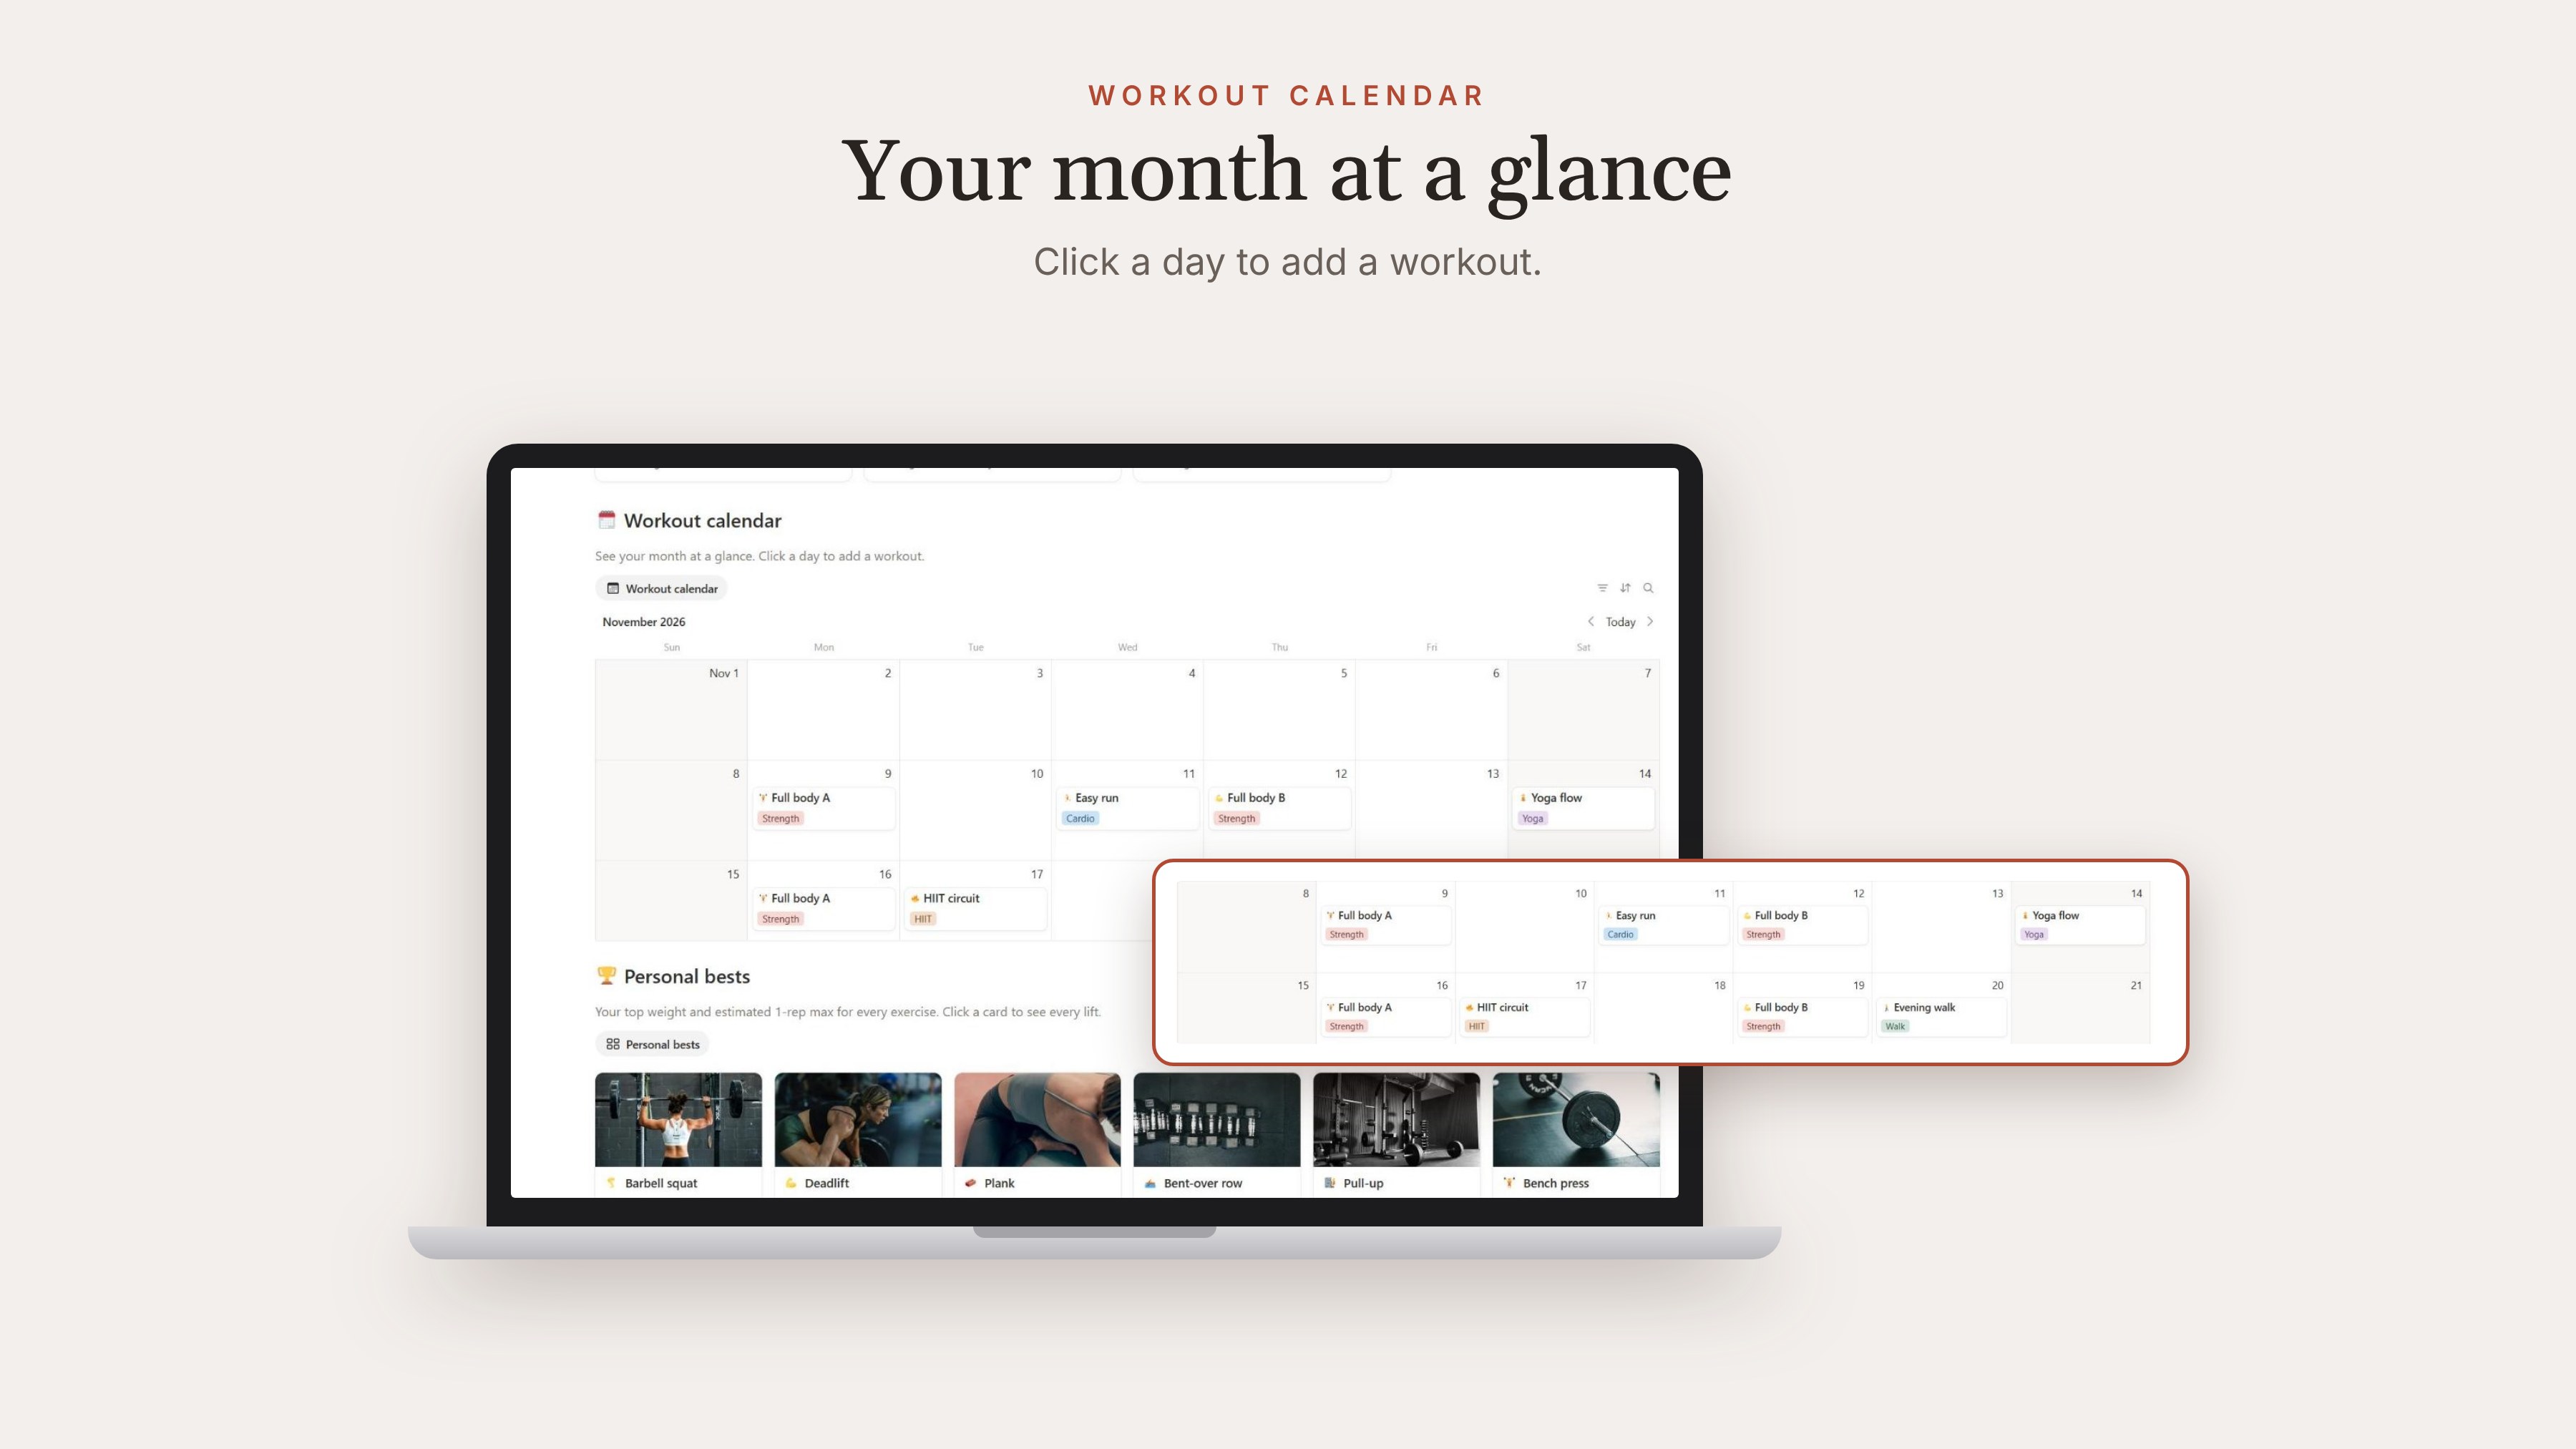 WORKOUT CALENDAR
Your month at a glance
Click a day to add a workout.
Workout calendar
See your month at a glance. Click a day to add a workout.
Workout calendar
November 2026
Today
Sun Mon Tue Wed Thu Fri Sat
Nov 1 2 3 4 5 6 7
8 9 10 11 12 13 14
Full body A Easy run Full body B Yoga flow
Strength Cardio Strength Yoga
15 16 17
Full body A HIIT circuit
Strength HIIT
8 9 10 11 12 13 14
Full body A Easy run Full body B Yoga flow
Strength Cardio Strength Yoga
15 16 17 18 19 20 21
Full body A HIIT circuit Full body B Evening walk
Strength HIIT Strength Walk
Personal bests
Your top weight and estimated 1-rep max for every exercise. Click a card to see every lift.
Personal bests
Barbell squat Deadlift Plank Bent-over row Pull-up Bench press